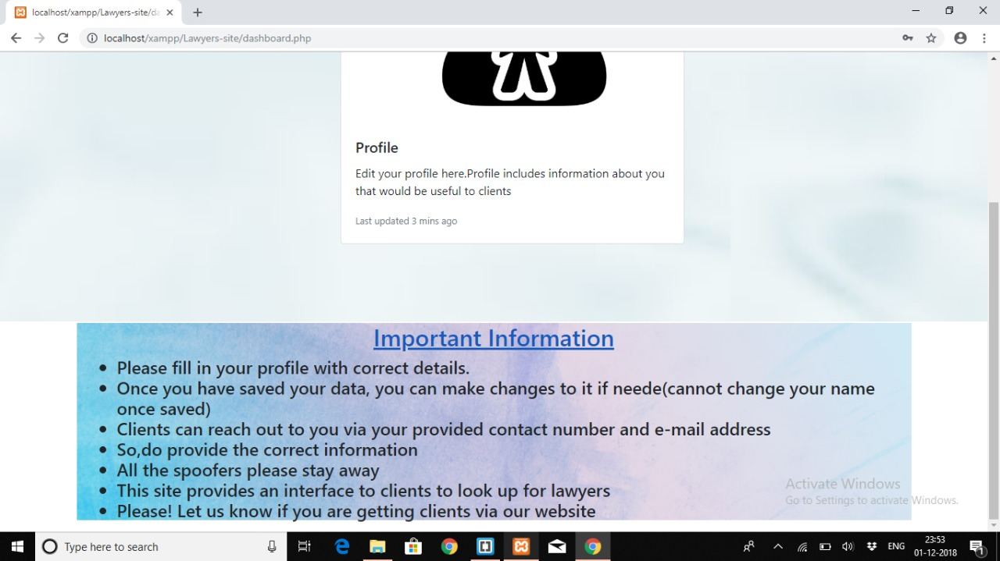 localhost/xampp/Lawyers-site/da
localhost/xampp/Lawyers-site/dashboard.php
Profile
Edit your profile here.Profile includes information about you
that would be useful to clients
Last updated 3 mins ago
Important Information
Please fill in your profile with correct details.
Once you have saved your data, you can make changes to it if neede(cannot change your name
once saved)
Clients can reach out to you via your provided contact number and e-mail address
So,do provide the correct information
All the spoofers please stay away
This site provides an interface to clients to look up for lawyers
Please! Let us know if you are getting clients via our website
Activate Windows
Go to Settings to activate Windows.
Type here to search
ENG
23:53
01-12-2018
1